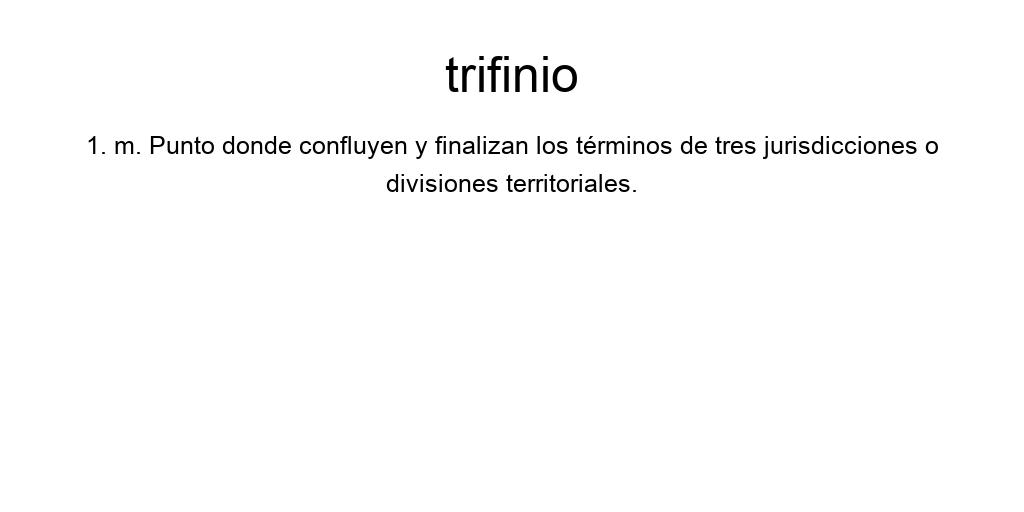 trifinio
1. m. Punto donde confluyen y finalizan los términos de tres jurisdicciones o
divisiones territoriales.